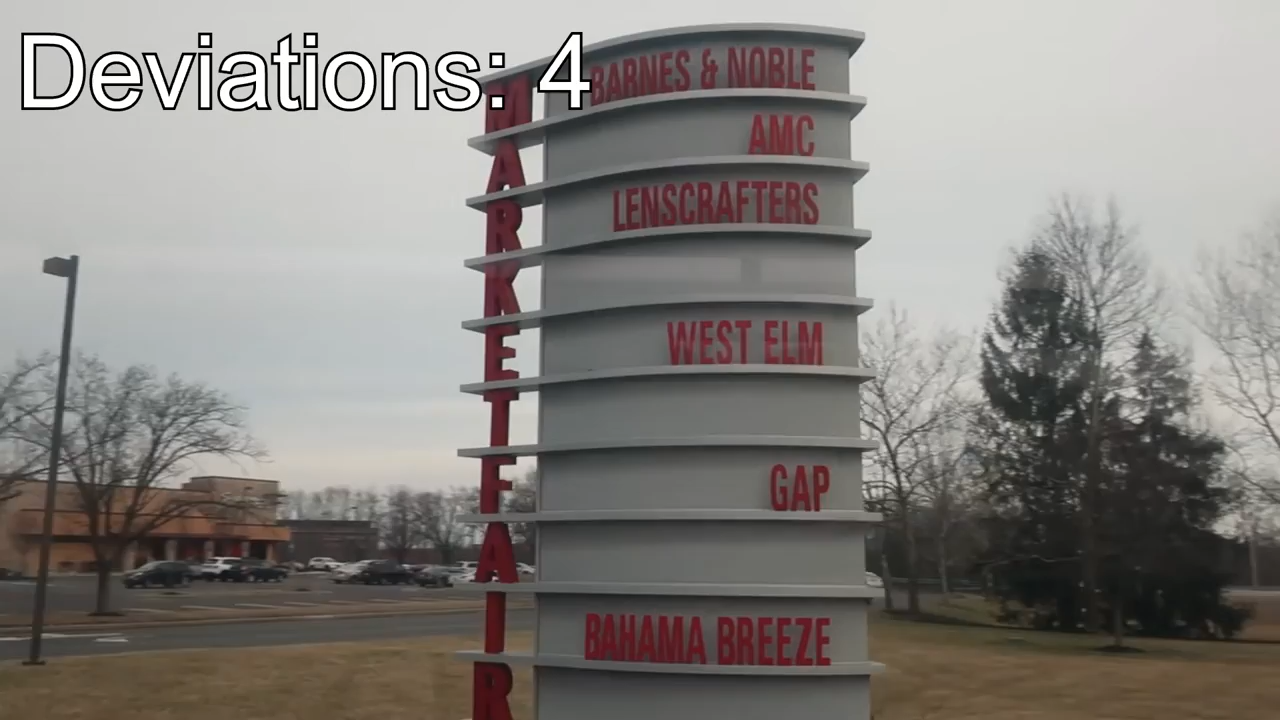 Deviations: 4
MARKETFAIR
BARNES & NOBLE
AMC
LENSCRAFTERS
WEST ELM
GAP
BAHAMA BREEZE